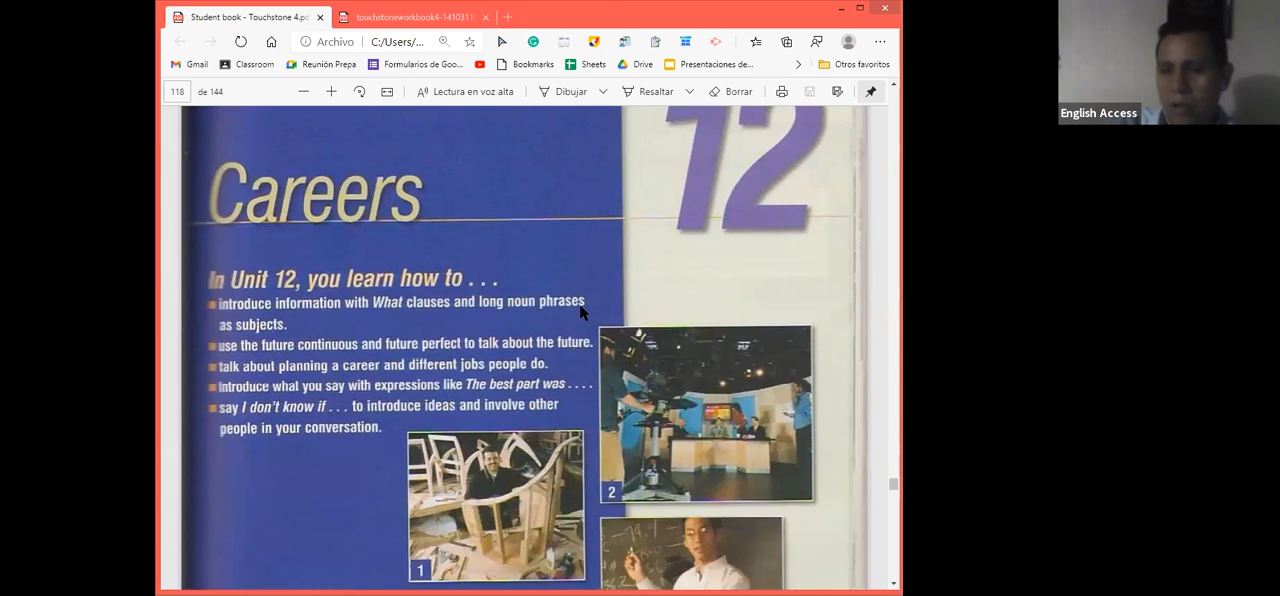 Student book - Touchstone 4.pdf
touchstoneworkbook4-141031
Archivo
C:/Users/...
Gmail
Classroom
Reunión Prepa
Formularios de Goo...
Bookmarks
Sheets
Drive
Presentaciones de...
Otros favoritos
118
de 144
Lectura en voz alta
Dibujar
Resaltar
Borrar
English Access
12
Careers
In Unit 12, you learn how to . . .
introduce information with What clauses and long noun phrases
as subjects.
use the future continuous and future perfect to talk about the future.
talk about planning a career and different jobs people do.
introduce what you say with expressions like The best part was . . . .
say I don't know if . . . to introduce ideas and involve other
people in your conversation.
2
1